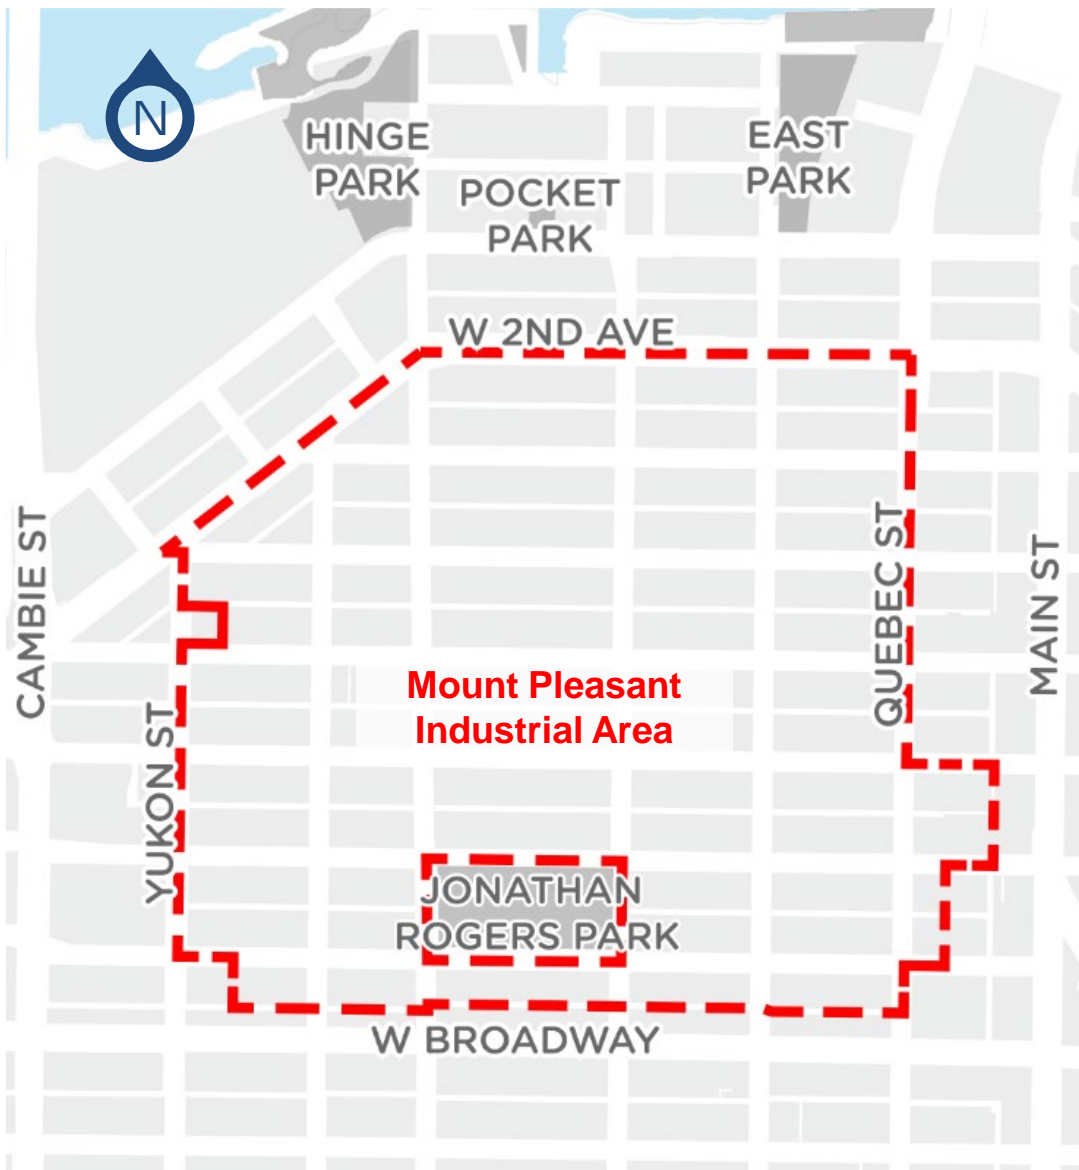 N
HINGE
PARK
EAST
PARK
POCKET
PARK
W 2ND AVE
CAMBIE ST
QUEBEC ST
MAIN ST
Mount Pleasant
Industrial Area
YUKON ST
JONATHAN
ROGERS PARK
W BROADWAY